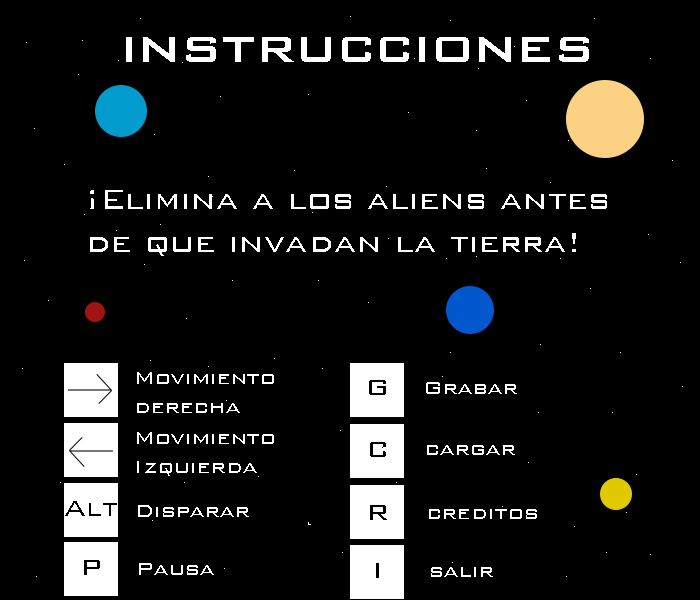 INSTRUCCIONES
¡Elimina a los aliens antes
de que invadan la tierra!
Movimiento
derecha
Movimiento
Izquierda
Alt Disparar
P Pausa
G Grabar
C cargar
R creditos
I salir